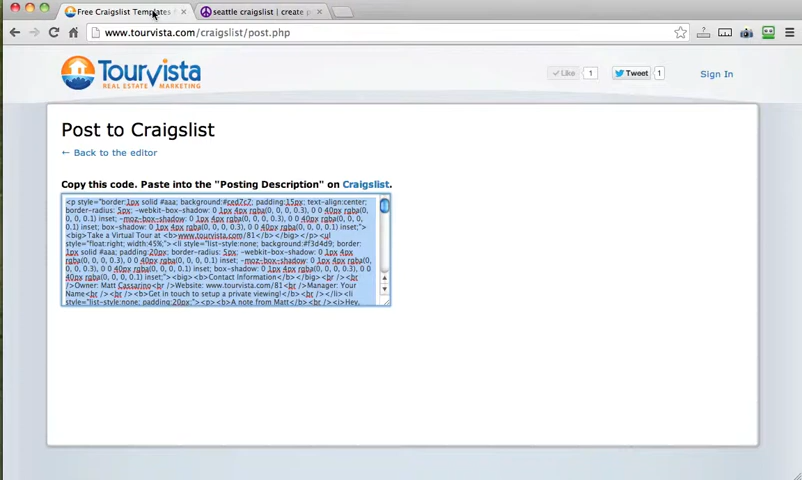 Free Craigslist Templates
seattle craigslist | create p
www.tourvista.com/craigslist/post.php
Tourvista
REAL ESTATE MARKETING
Like 1
Tweet 1
Sign In
Post to Craigslist
← Back to the editor
Copy this code. Paste into the "Posting Description" on Craigslist.
<p style="border:1px solid #aaa; background:#ced7c7; padding:15px; text-align:center;
border-radius: 5px; -webkit-box-shadow: 0 1px 4px rgba(0, 0, 0, 0.3), 0 0 40px rgba(0,
0, 0, 0.1) inset; -moz-box-shadow: 0 1px 4px rgba(0, 0, 0, 0.3), 0 0 40px rgba(0, 0,
0, 0.1) inset; box-shadow: 0 1px 4px rgba(0, 0, 0, 0.3), 0 0 40px rgba(0, 0, 0, 0.1) inset;">
<big>Take a Virtual Tour at <b>www.tourvista.com/81</b></big></p><ul
style="float:right; width:45%;"><li style="list-style:none; background:#f3d4d9; border:
1px solid #aaa; padding:20px; border-radius: 5px; -webkit-box-shadow: 0 1px 4px rgba(0,
0, 0, 0.3), 0 0 40px rgba(0, 0, 0, 0.1) inset; -moz-box-shadow: 0 1px 4px rgba(0, 0,
0, 0.3), 0 0 40px rgba(0, 0, 0, 0.1) inset; box-shadow: 0 1px 4px rgba(0, 0, 0, 0.3), 0 0
40px rgba(0, 0, 0, 0.1) inset;"><big><b>Contact Information</b></big><br /><br
/>Owner: Matt Cassarino<br />Website: www.tourvista.com/81<br />Manager: Your
Name<br /><br /><b>Get in touch to setup a private viewing!</b><br /></li><li
style="list-style:none; padding:20px;"><p><b>A note from Matt</b><br /><i>Hey,